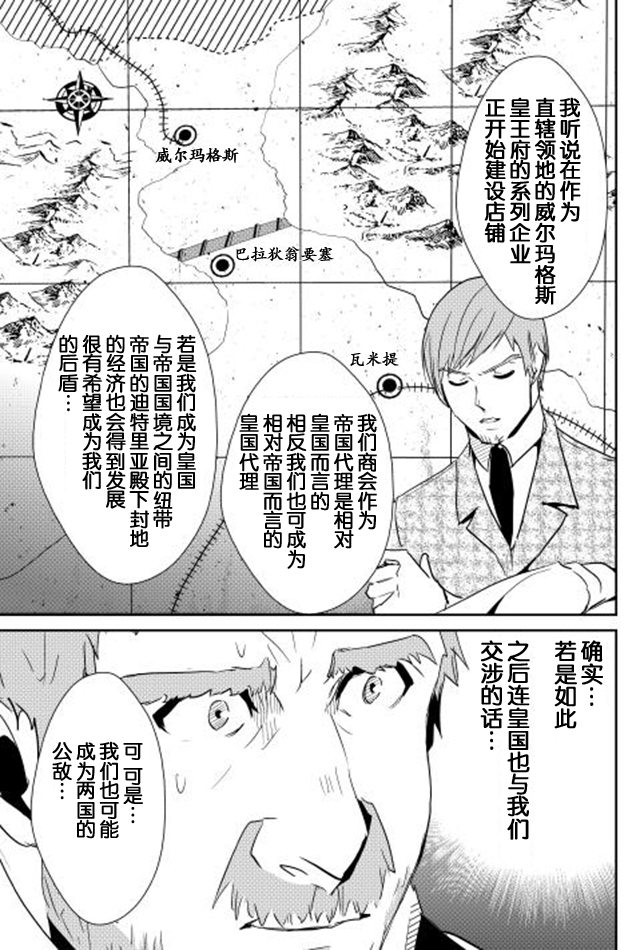 我听说在作为
直辖领地的威尔玛格斯
皇王府的系列企业
正开始建设店铺
威尔玛格斯
巴拉狄翁要塞
瓦米提
我们商会作为
帝国代理是相对
皇国而言的
相反我们也可成为
相对帝国而言的
皇国代理
若是我们成为皇国
与帝国国境之间的纽带
帝国的迪特里亚殿下封地
的经济也会得到发展
很有希望成为我们
的后盾…
确实…
若是如此
之后连皇国也与我们
交涉的话…
可 可是…
我们也可能
成为两国的
公敌…